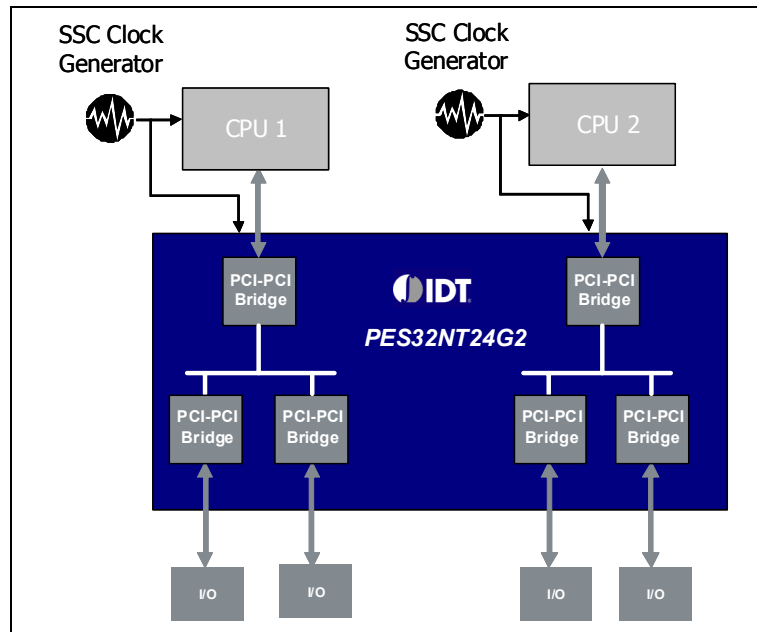 SSC Clock
Generator
SSC Clock
Generator
CPU 1
CPU 2
PCI-PCI
Bridge
IDT.
PES32NT24G2
PCI-PCI
Bridge
PCI-PCI
Bridge
PCI-PCI
Bridge
PCI-PCI
Bridge
PCI-PCI
Bridge
I/O
I/O
I/O
I/O